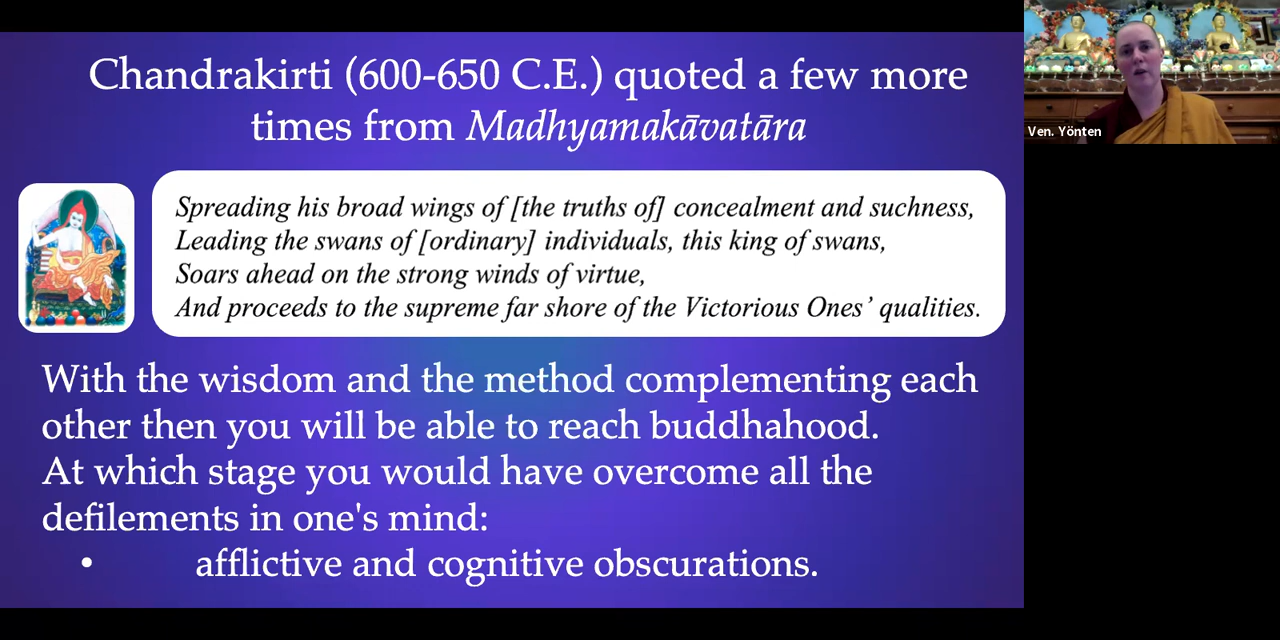 Chandrakirti (600-650 C.E.) quoted a few more
times from Madhyamakāvatāra
Spreading his broad wings of [the truths of] concealment and suchness,
Leading the swans of [ordinary] individuals, this king of swans,
Soars ahead on the strong winds of virtue,
And proceeds to the supreme far shore of the Victorious Ones’ qualities.
With the wisdom and the method complementing each
other then you will be able to reach buddhahood.
At which stage you would have overcome all the
defilements in one's mind:
• afflictive and cognitive obscurations.
Ven. Yönten